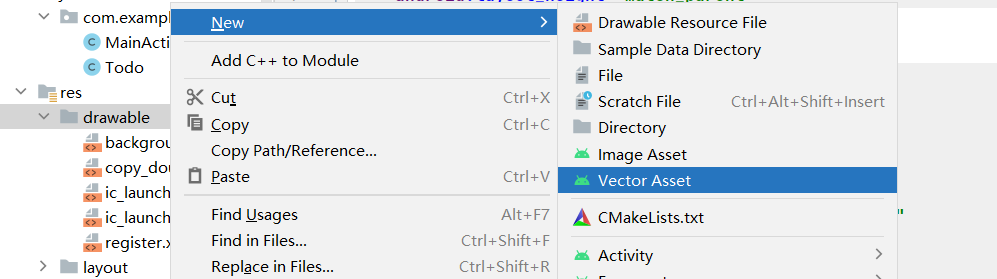 com.example
New
Drawable Resource File
MainActi
Sample Data Directory
Todo
Add C++ to Module
File
res
Cut Ctrl+X
Scratch File Ctrl+Alt+Shift+Insert
drawable
Copy Ctrl+C
Directory
backgrou
Copy Path/Reference...
Image Asset
copy_dou
Paste Ctrl+V
Vector Asset
ic_launch
ic_launch
Find Usages Alt+F7
CMakeLists.txt
register.x
Find in Files... Ctrl+Shift+F
Activity
layout
Replace in Files... Ctrl+Shift+R